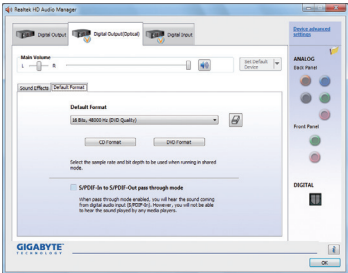 Realtek HD Audio Manager
Digital Output
Digital Output(Optical)
Digital Input
Device advanced settings
Main Volume
L
R
Set Default Device
ANALOG
Back Panel
Sound Effects
Default Format
Default Format
16 Bits, 48000 Hz (DVD Quality)
CD Format
DVD Format
Select the sample rate and bit depth to be used when running in shared
mode.
Front Panel
S/PDIF-In to S/PDIF-Out pass through mode
When pass through mode enabled, you will hear the sound coming
from digital audio input (S/PDIF-In). However, you will not be able
to hear the sound played by any media players.
DIGITAL
GIGABYTE
TECHNOLOGY
i
OK